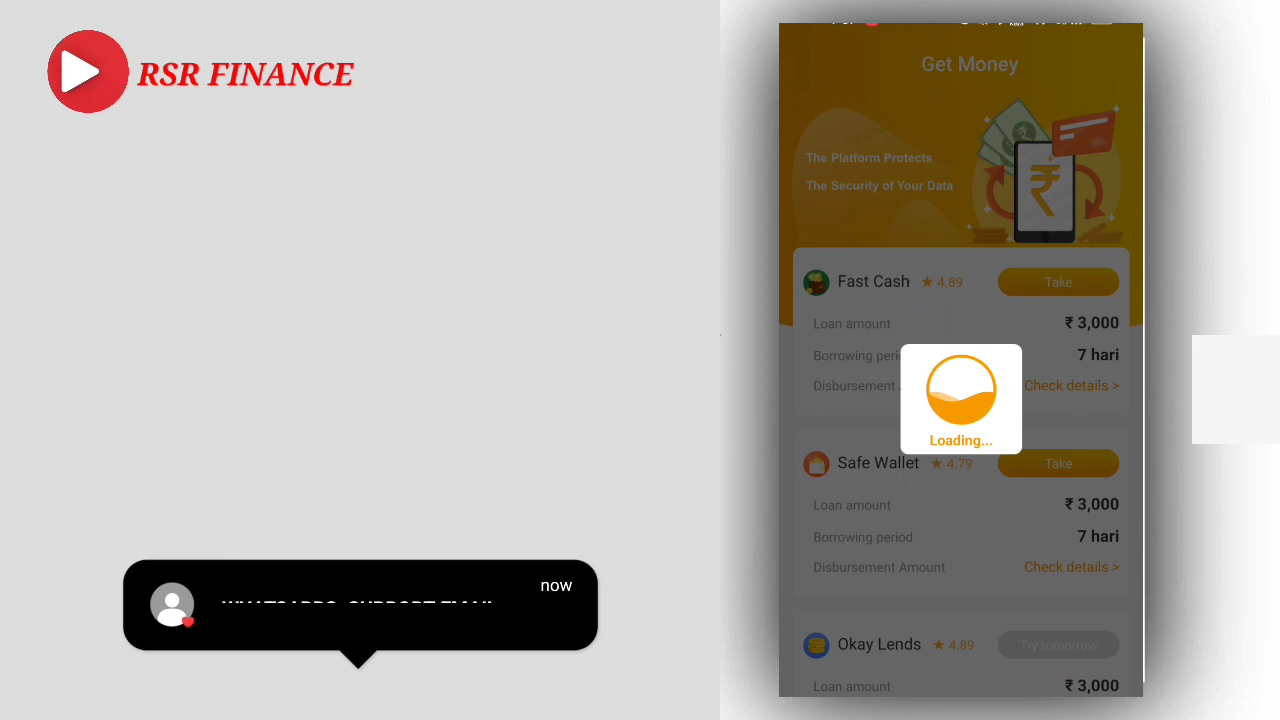 RSR FINANCE
now
Get Money
The Platform Protects
The Security of Your Data
Fast Cash ★ 4.89 Take
Loan amount ₹ 3,000
Borrowing 7 hari
Disbursement Check details >
Loading...
Safe Wallet ★ 4.79 Take
Loan amount ₹ 3,000
Borrowing period 7 hari
Disbursement Amount Check details >
Okay Lends ★ 4.89 Try tomorrow
Loan amount ₹ 3,000